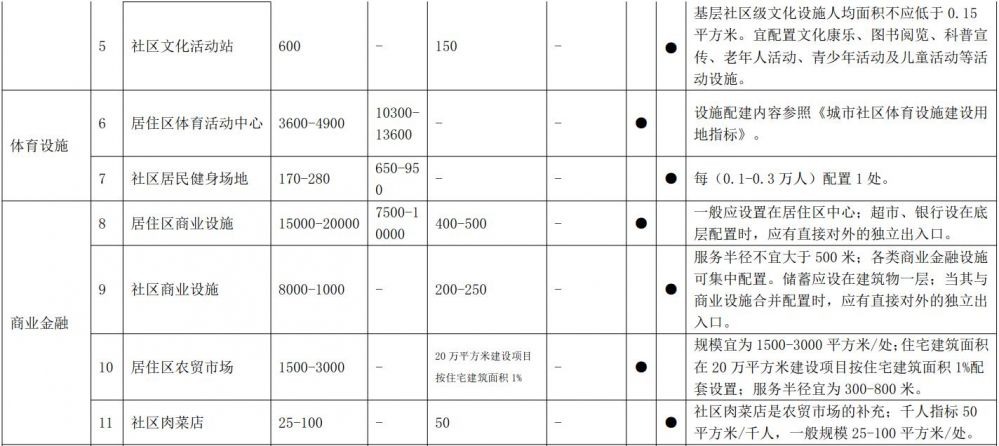 5 社区文化活动站 600 - 150 - ● 基层社区级文化设施人均面积不应低于 0.15
平方米。宜配置文化康乐、图书阅览、科普宣
传、老年人活动、青少年活动及儿童活动等活
动设施。
体育设施
6 居住区体育活动中心 3600-4900 10300-
13600 - - ● 设施配建内容参照《城市社区体育设施建设用
地指标》。
7 社区居民健身场地 170-280 650-95
0 - - ● 每（0.1-0.3 万人）配置 1 处。
商业金融
8 居住区商业设施 15000-20000 7500-1
0000 400-500 - ● 一般应设置在居住区中心；超市、银行设在底
层配置时，应有直接对外的独立出入口。
9 社区商业设施 8000-1000 - 200-250 - ● 服务半径不宜大于 500 米；各类商业金融设施
可集中配置。储蓄应设在建筑物一层；当其与
商业设施合并配置时，应有直接对外的独立出
入口。
10 居住区农贸市场 1500-3000 20 万平方米建设项目
按住宅建筑面积 1% - ● 规模宜为 1500-3000 平方米/处；住宅建筑面积
在 20 万平方米建设项目按住宅建筑面积 1%配
套设置；服务半径宜为 300-800 米。
11 社区肉菜店 25-100 - 50 - ● 社区肉菜店是农贸市场的补充；千人指标 50
平方米/千人，一般规模 25-100 平方米/处。